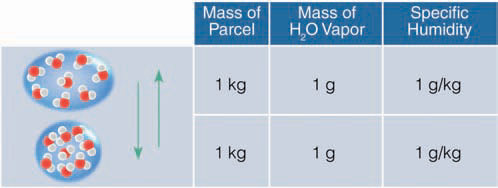 Mass of Parcel
Mass of H₂O Vapor
Specific Humidity
1 kg
1 g
1 g/kg
1 kg
1 g
1 g/kg